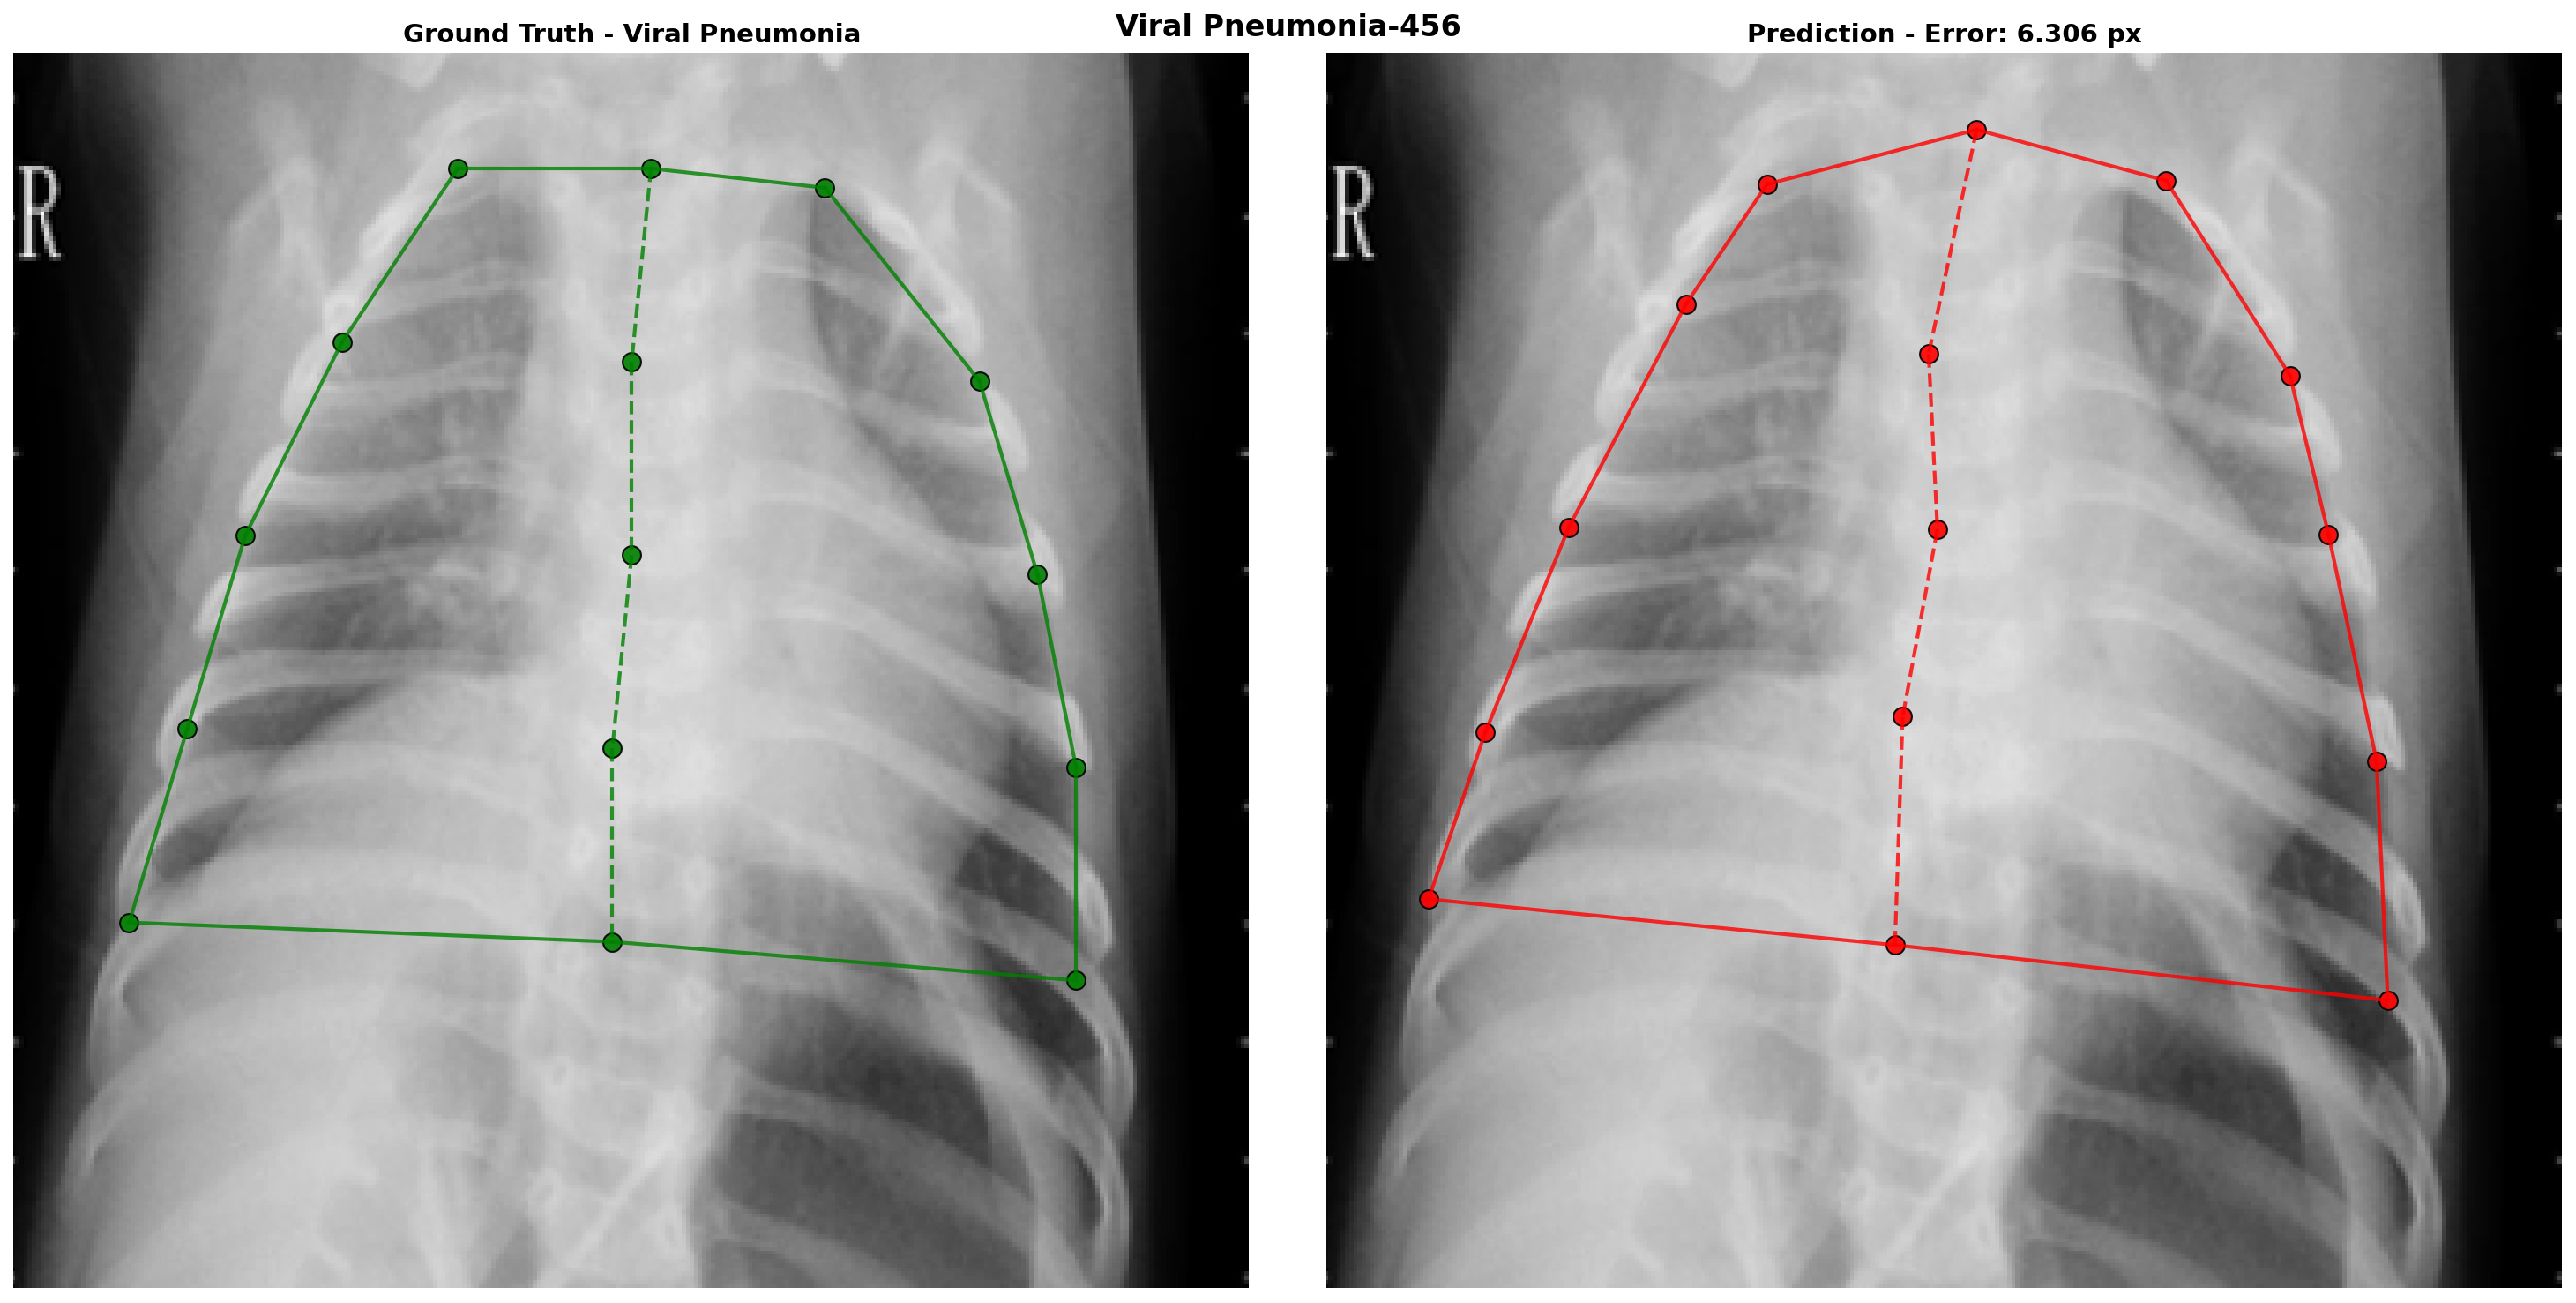 Viral Pneumonia-456
Ground Truth - Viral Pneumonia
Prediction - Error: 6.306 px
R
R